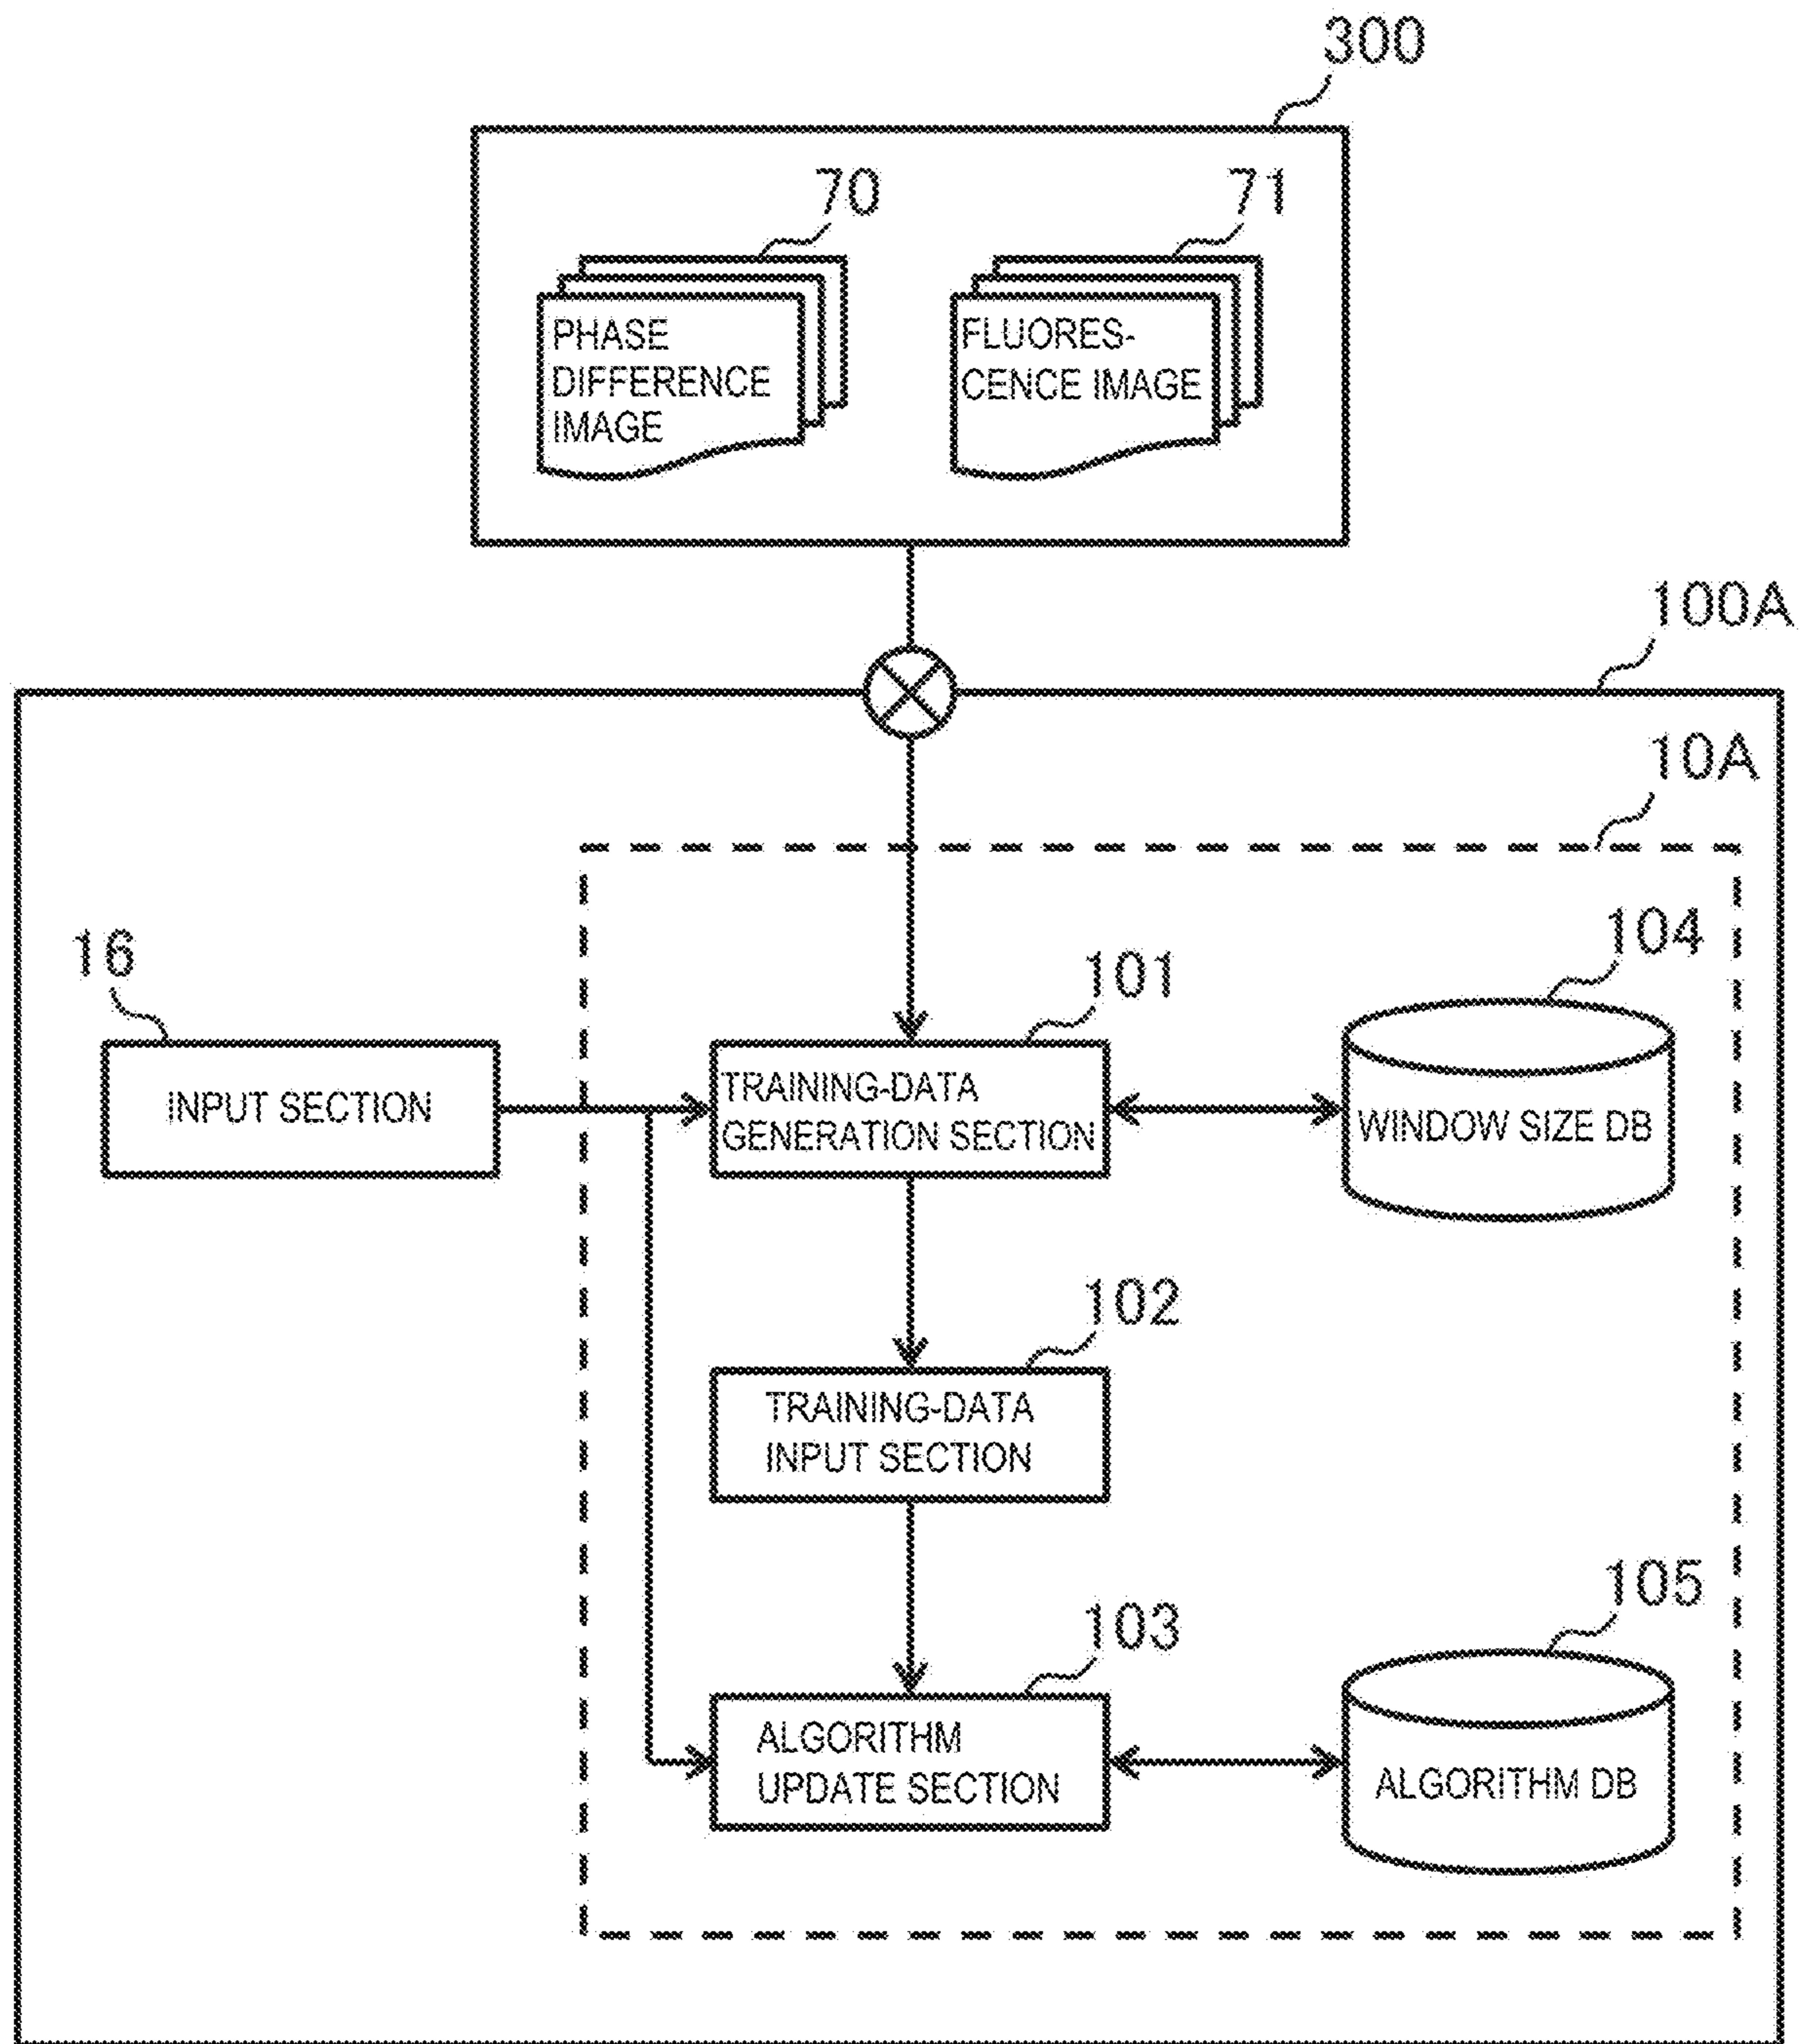 300
70
71
PHASE
DIFFERENCE
IMAGE
FLUORES-
CENCE IMAGE
100A
10A
16
101
104
INPUT SECTION
TRAINING-DATA
GENERATION SECTION
WINDOW SIZE DB
102
TRAINING-DATA
INPUT SECTION
103
105
ALGORITHM
UPDATE SECTION
ALGORITHM DB